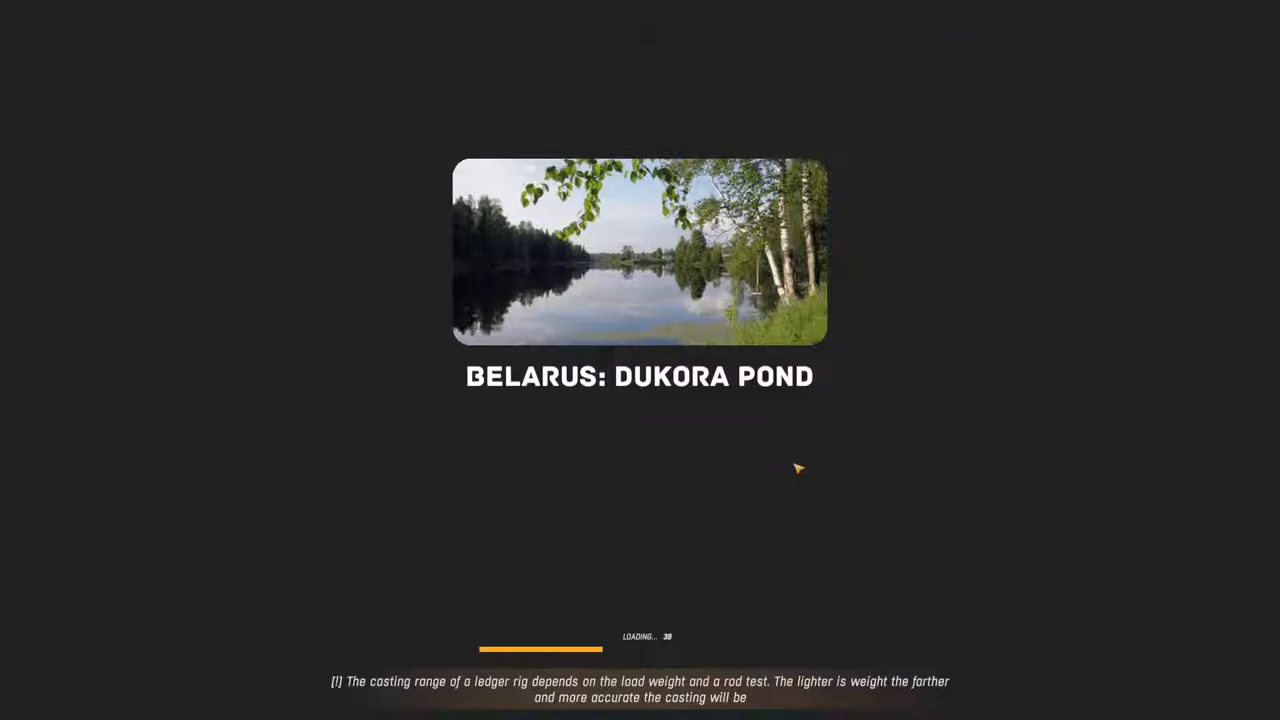 BELARUS: DUKORA POND
LOADING... 39
[!] The casting range of a ledger rig depends on the load weight and a rod test. The lighter is weight the farther
and more accurate the casting will be